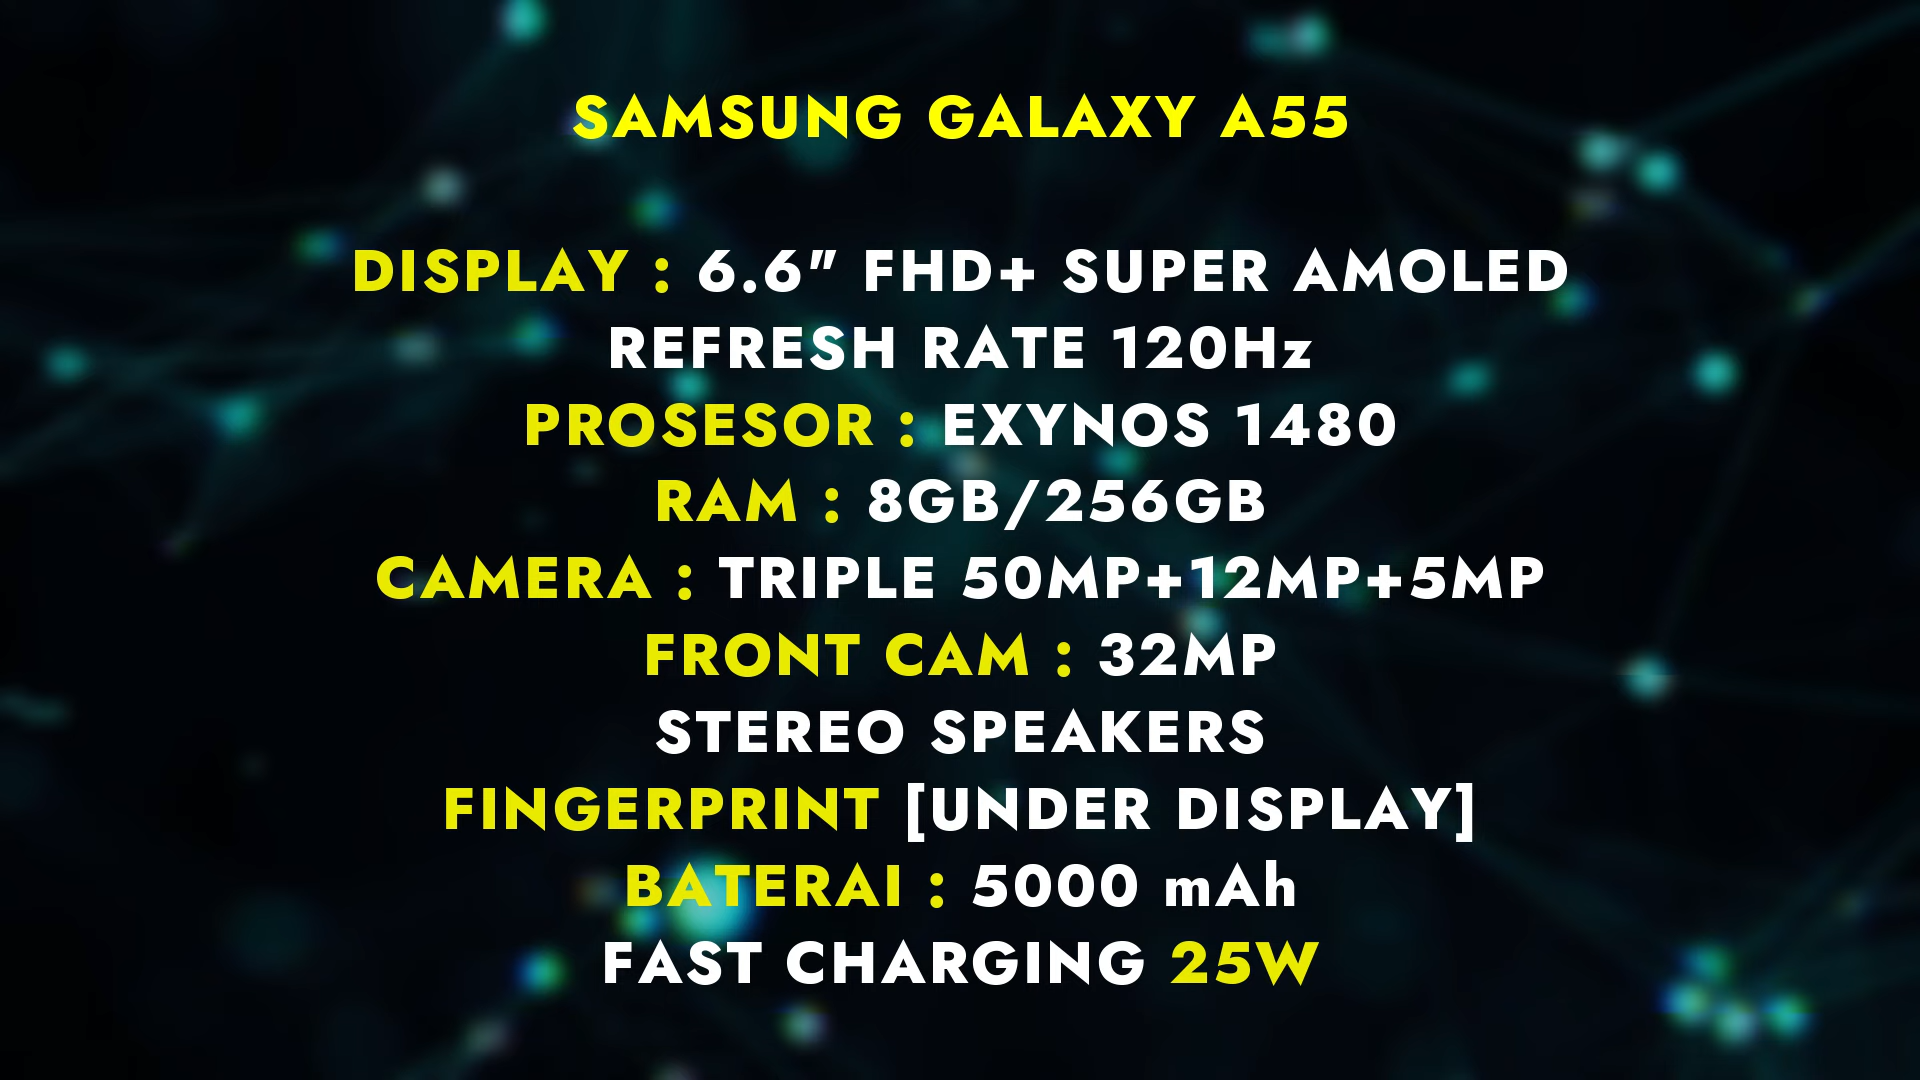 SAMSUNG GALAXY A55
DISPLAY : 6.6" FHD+ SUPER AMOLED
REFRESH RATE 120Hz
PROSESOR : EXYNOS 1480
RAM : 8GB/256GB
CAMERA : TRIPLE 50MP+12MP+5MP
FRONT CAM : 32MP
STEREO SPEAKERS
FINGERPRINT [UNDER DISPLAY]
BATERAI : 5000 mAh
FAST CHARGING 25W